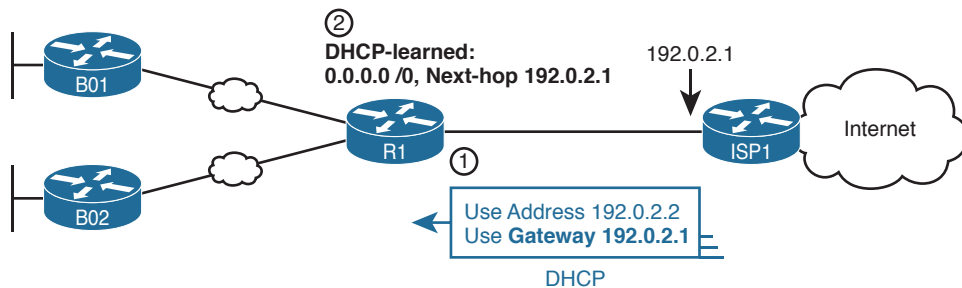 ②
DHCP-learned:
0.0.0.0 /0, Next-hop 192.0.2.1
192.0.2.1
B01
R1
ISP1
Internet
①
B02
Use Address 192.0.2.2
Use Gateway 192.0.2.1
DHCP